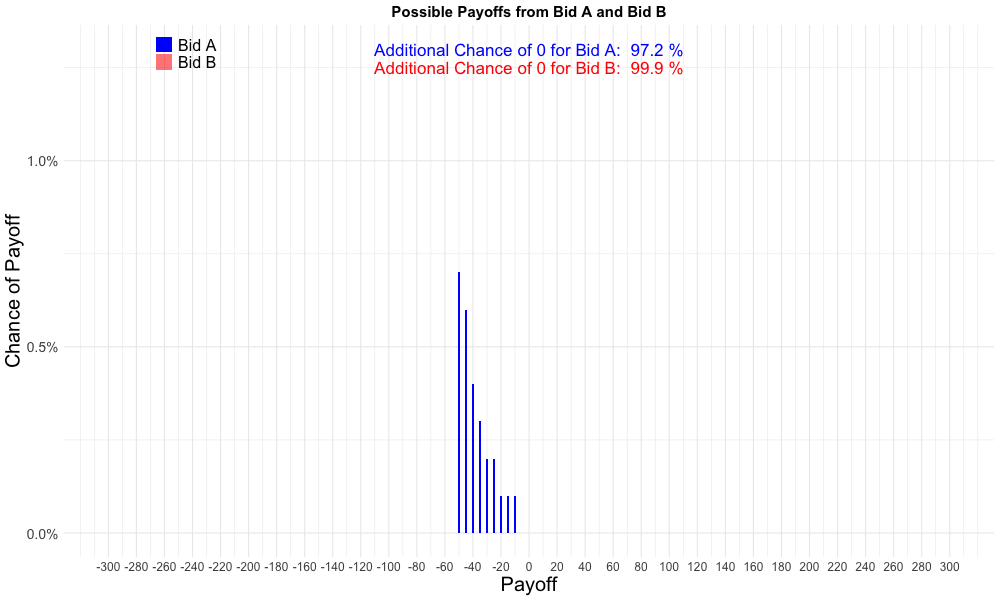 Possible Payoffs from Bid A and Bid B
Bid A
Bid B
Additional Chance of 0 for Bid A: 97.2 %
Additional Chance of 0 for Bid B: 99.9 %
Chance of Payoff
1.0%
0.5%
0.0%
-300 -280 -260 -240 -220 -200 -180 -160 -140 -120 -100 -80 -60 -40 -20 0 20 40 60 80 100 120 140 160 180 200 220 240 260 280 300
Payoff